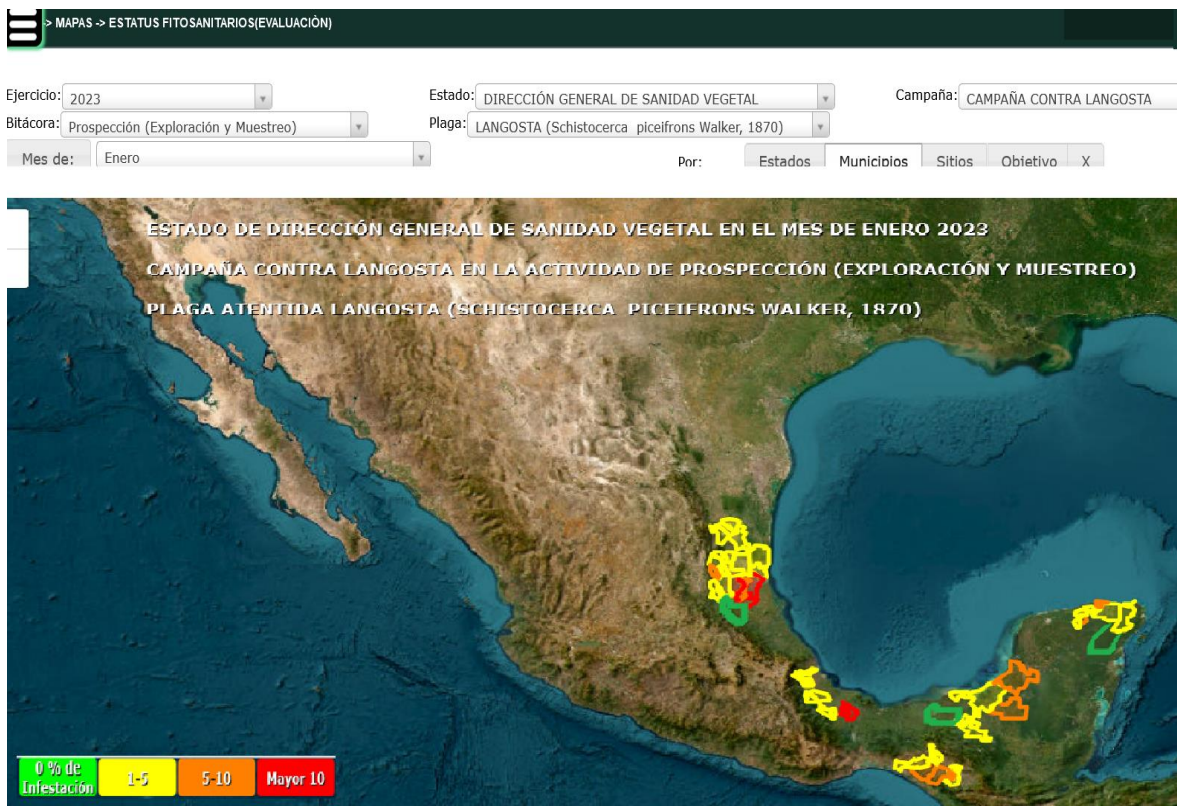 -> MAPAS -> ESTATUS FITOSANITARIOS(EVALUACIÒN)
Ejercicio: 2023 Estado: DIRECCIÓN GENERAL DE SANIDAD VEGETAL Campaña: CAMPAÑA CONTRA LANGOSTA
Bitácora: Prospección (Exploración y Muestreo) Plaga: LANGOSTA (Schistocerca piceifrons Walker, 1870)
Mes de: Enero Por: Estados Municipios Sitios Objetivo X
ESTADO DE DIRECCIÓN GENERAL DE SANIDAD VEGETAL EN EL MES DE ENERO 2023
CAMPAÑA CONTRA LANGOSTA EN LA ACTIVIDAD DE PROSPECCIÓN (EXPLORACIÓN Y MUESTREO)
PLAGA ATENTIDA LANGOSTA (SCHISTOCERCA PICEIFRONS WALKER, 1870)
0 % de Infestación 1-5 5-10 Mayor 10